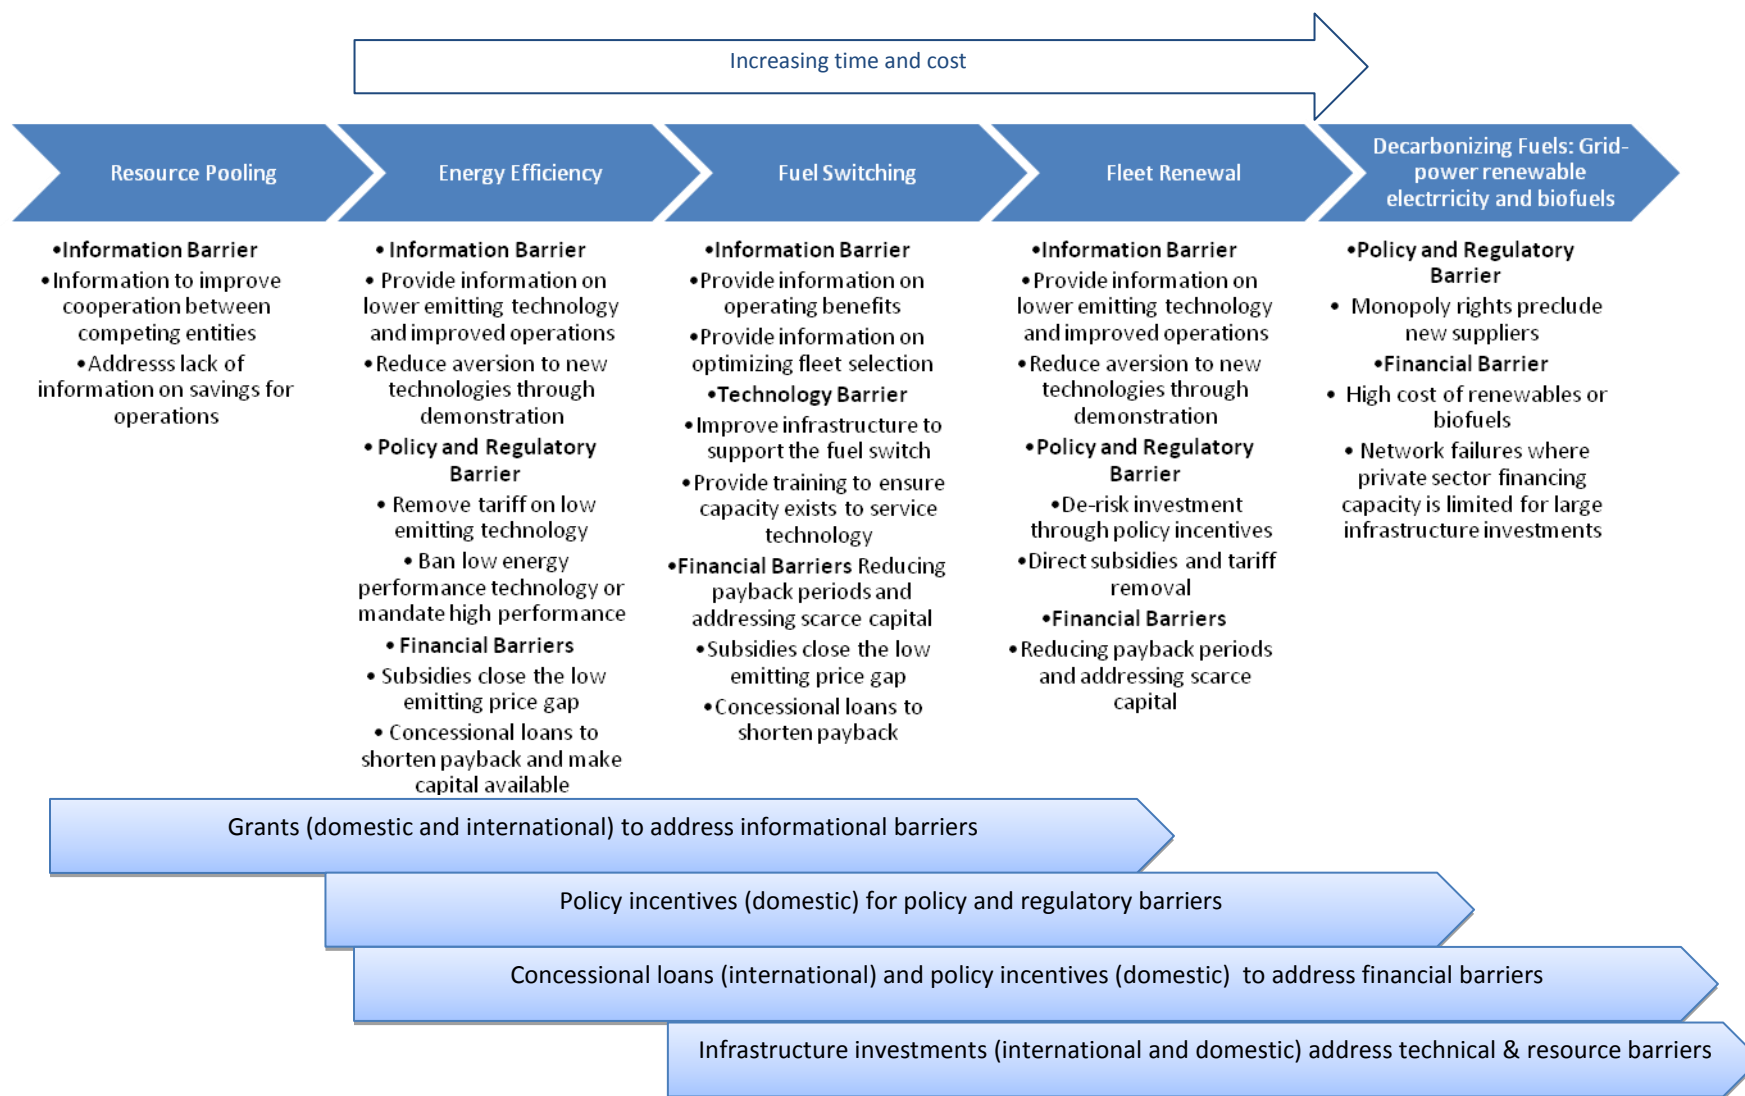 Increasing time and cost
Resource Pooling
Energy Efficiency
Fuel Switching
Fleet Renewal
Decarbonizing Fuels: Grid-
power renewable
electrricity and biofuels
•Information Barrier
•Information to improve
cooperation between
competing entities
•Addresss lack of
information on savings for
operations
• Information Barrier
• Provide information on
lower emitting technology
and improved operations
•Reduce aversion to new
technologies through
demonstration
• Policy and Regulatory
Barrier
• Remove tariff on low
emitting technology
• Ban low energy
performance technology or
mandate high performance
• Financial Barriers
• Subsidies close the low
emitting price gap
• Concessional loans to
shorten payback and make
capital available
•Information Barrier
•Provide information on
operating benefits
•Provide information on
optimizing fleet selection
•Technology Barrier
•Improve infrastructure to
support the fuel switch
•Provide training to ensure
capacity exists to service
technology
•Financial Barriers Reducing
payback periods and
addressing scarce capital
•Subsidies close the low
emitting price gap
•Concessional loans to
shorten payback
•Information Barrier
•Provide information on
lower emitting technology
and improved operations
•Reduce aversion to new
technologies through
demonstration
•Policy and Regulatory
Barrier
•De-risk investment
through policy incentives
•Direct subsidies and tariff
removal
•Financial Barriers
•Reducing payback periods
and addressing scarce
capital
•Policy and Regulatory
Barrier
• Monopoly rights preclude
new suppliers
•Financial Barrier
• High cost of renewables or
biofuels
• Network failures where
private sector financing
capacity is limited for large
infrastructure investments
Grants (domestic and international) to address informational barriers
Policy incentives (domestic) for policy and regulatory barriers
Concessional loans (international) and policy incentives (domestic) to address financial barriers
Infrastructure investments (international and domestic) address technical & resource barriers